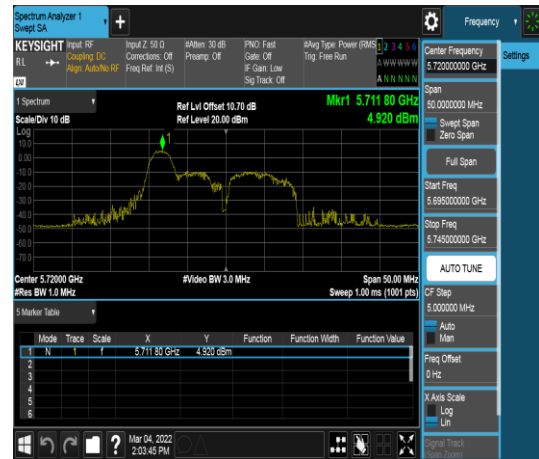 Spectrum Analyzer 1
Swept SA
+
Frequency
KEYSIGHT
RL
LXI
Input: RF
Coupling: DC
Align: Auto/No RF
Input Z: 50 Ω
Corrections: Off
Freq Ref: Int (S)
#Atten: 30 dB
Preamp: Off
PNO: Fast
Gate: Off
IF Gain: Low
Sig Track: Off
#Avg Type: Power (RMS
Trig: Free Run
1 2 3 4 5 6
A WWWWW
A N N N N N
1 Spectrum
Scale/Div 10 dB
Ref Lvl Offset 10.70 dB
Ref Level 20.00 dBm
Mkr1 5.711 80 GHz
4.920 dBm
Log
10.0
0.00
-10.0
-20.0
-30.0
-40.0
-50.0
-60.0
-70.0
1
Center 5.72000 GHz
#Res BW 1.0 MHz
#Video BW 3.0 MHz
Span 50.00 MHz
Sweep 1.00 ms (1001 pts)
5 Marker Table
Mode Trace Scale X Y Function Function Width Function Value
1 N 1 f 5.711 80 GHz 4.920 dBm
2
3
4
5
6
Mar 04, 2022
2:03:45 PM
Settings
Center Frequency
5.720000000 GHz
Span
50.0000000 MHz
Swept Span
Zero Span
Full Span
Start Freq
5.695000000 GHz
Stop Freq
5.745000000 GHz
AUTO TUNE
CF Step
5.000000 MHz
Auto
Man
Freq Offset
0 Hz
X Axis Scale
Log
Lin
Signal Track
(Span Zoom)